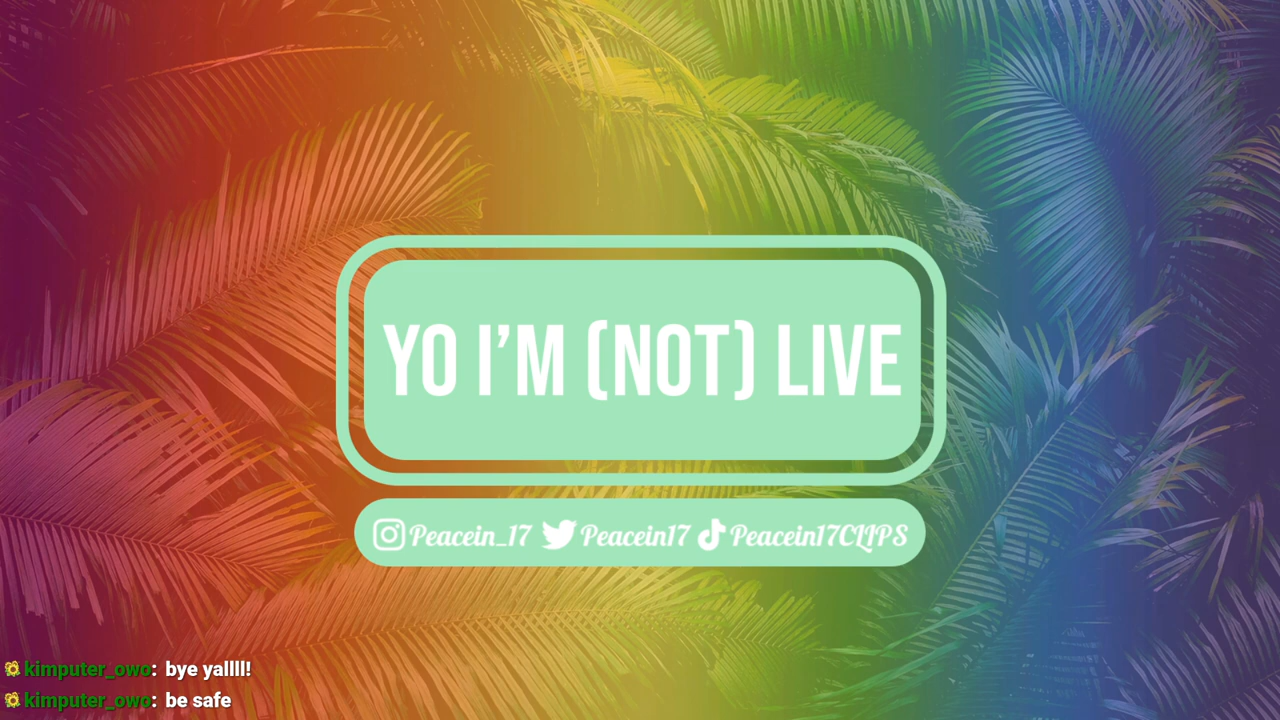 YO I'M (NOT) LIVE
Peacein_17 Peacein17 Peacein17CLIPS
kimputer_owo: bye yallll!
kimputer_owo: be safe